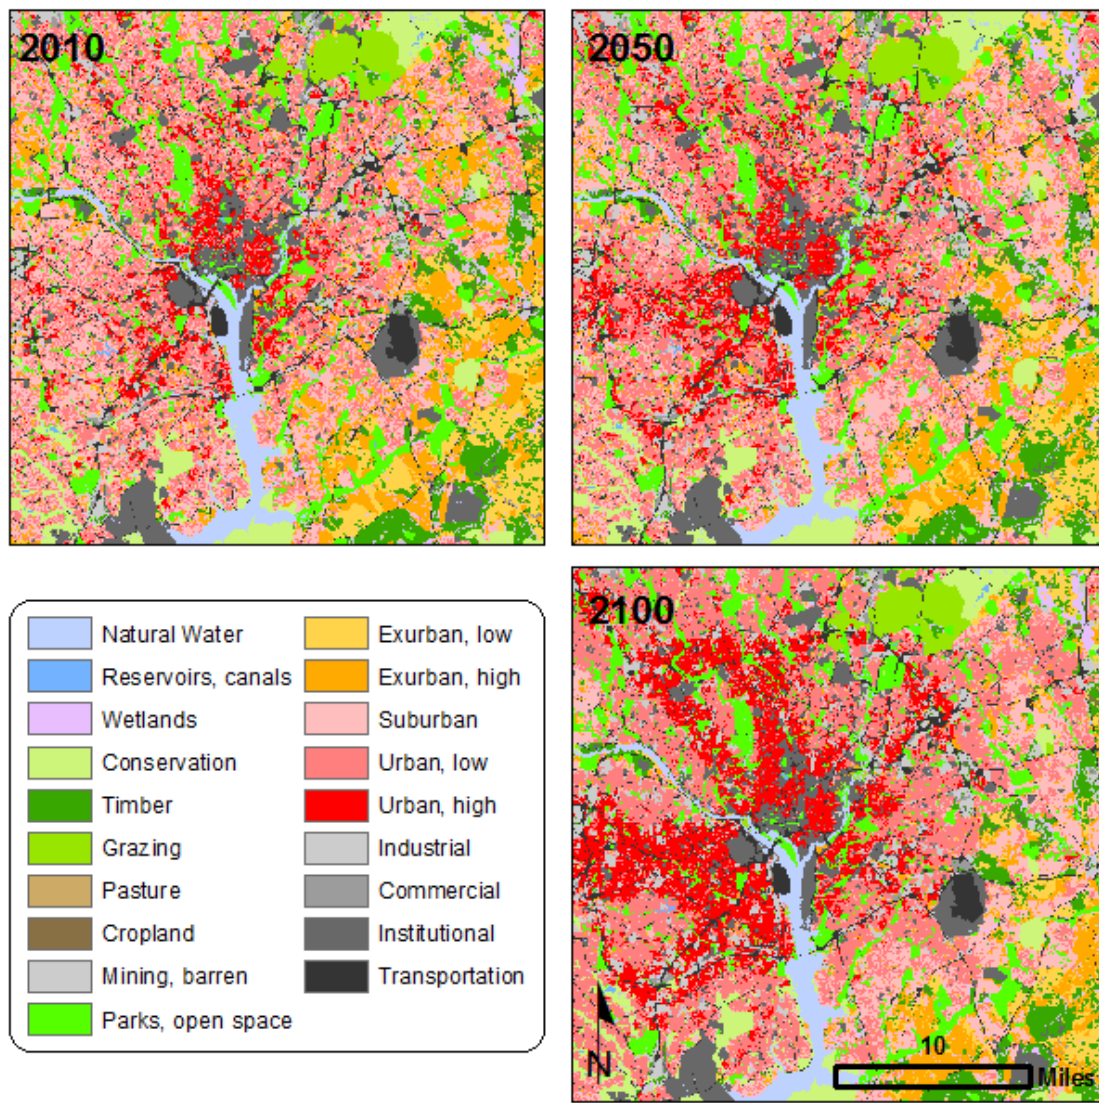 2010
2050
Natural Water
Reservoirs, canals
Wetlands
Conservation
Timber
Grazing
Pasture
Cropland
Mining, barren
Parks, open space
Exurban, low
Exurban, high
Suburban
Urban, low
Urban, high
Industrial
Commercial
Institutional
Transportation
2100
N
10
Miles